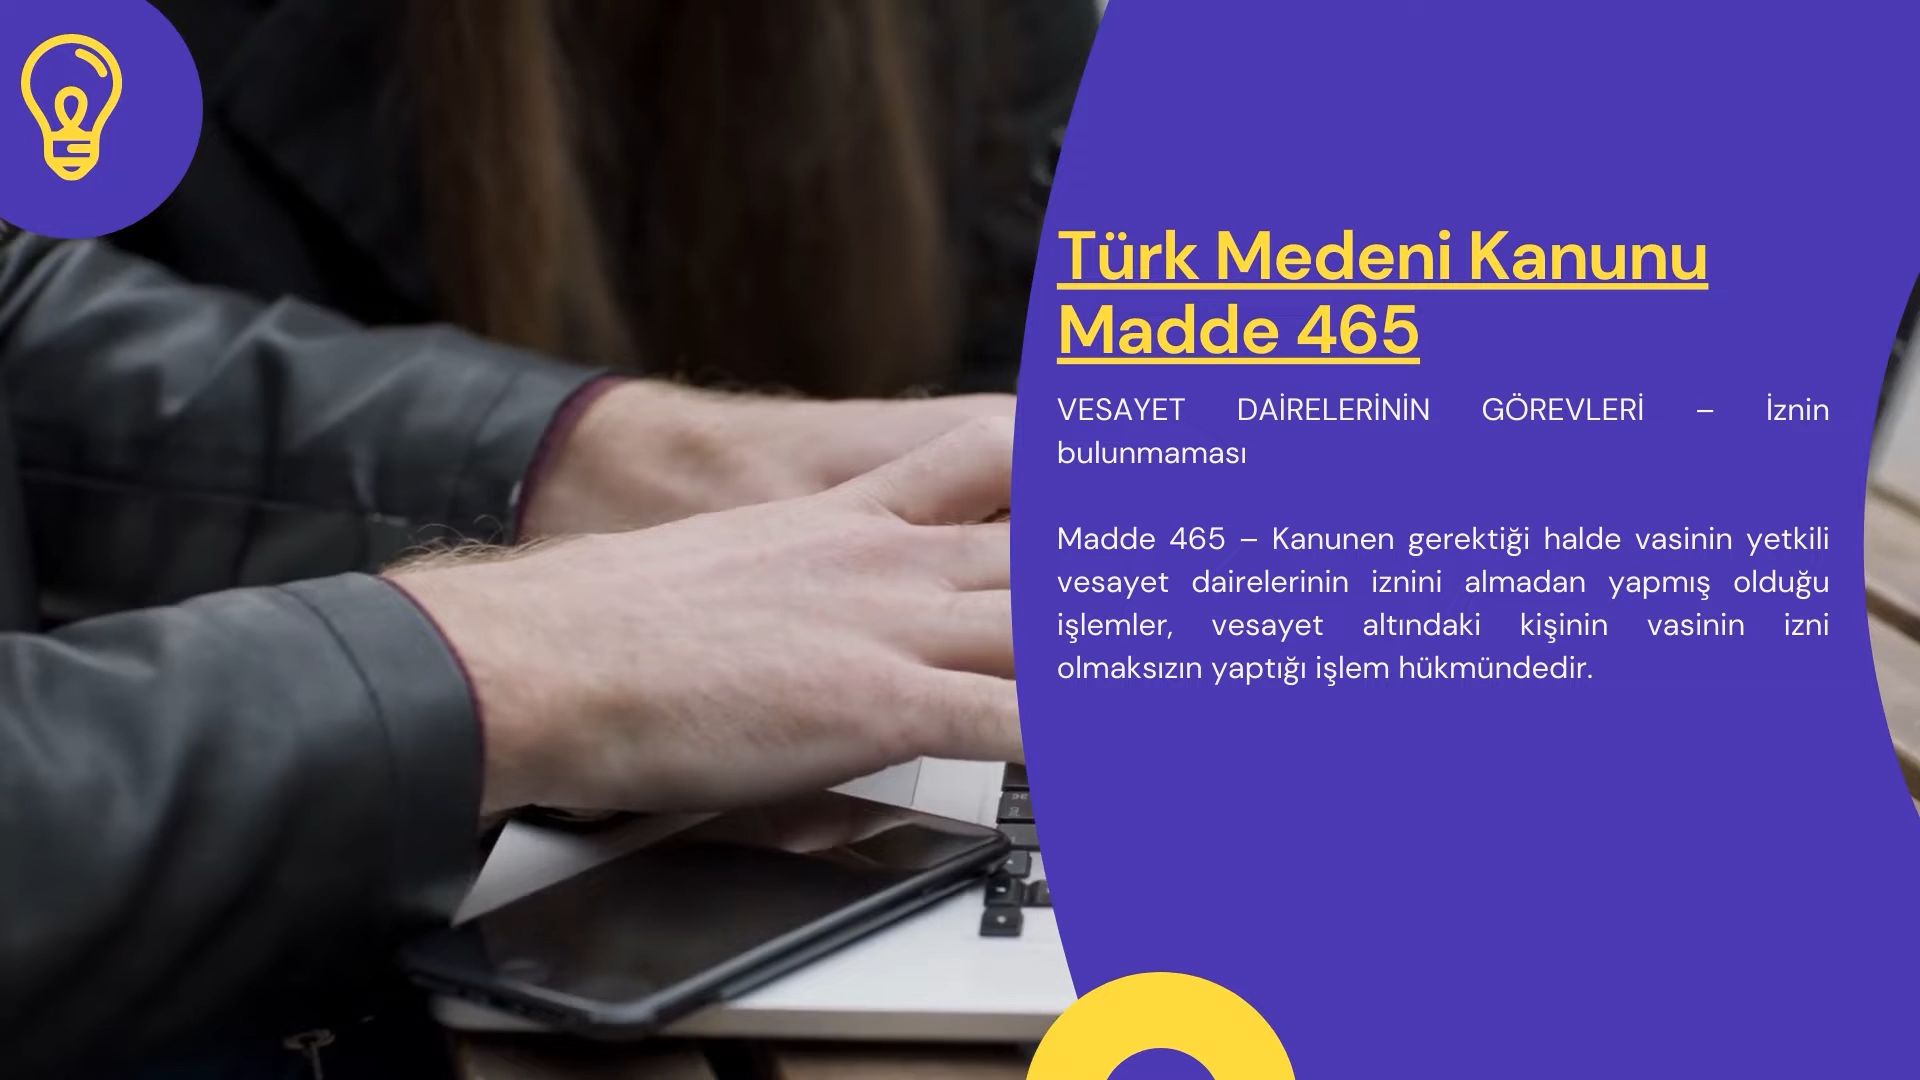 Türk Medeni Kanunu
Madde 465
VESAYET DAİRELERİNİN GÖREVLERİ – İznin
bulunmaması
Madde 465 – Kanunen gerektiği halde vasinin yetkili
vesayet dairelerinin iznini almadan yapmış olduğu
işlemler, vesayet altındaki kişinin vasinin izni
olmaksızın yaptığı işlem hükmündedir.